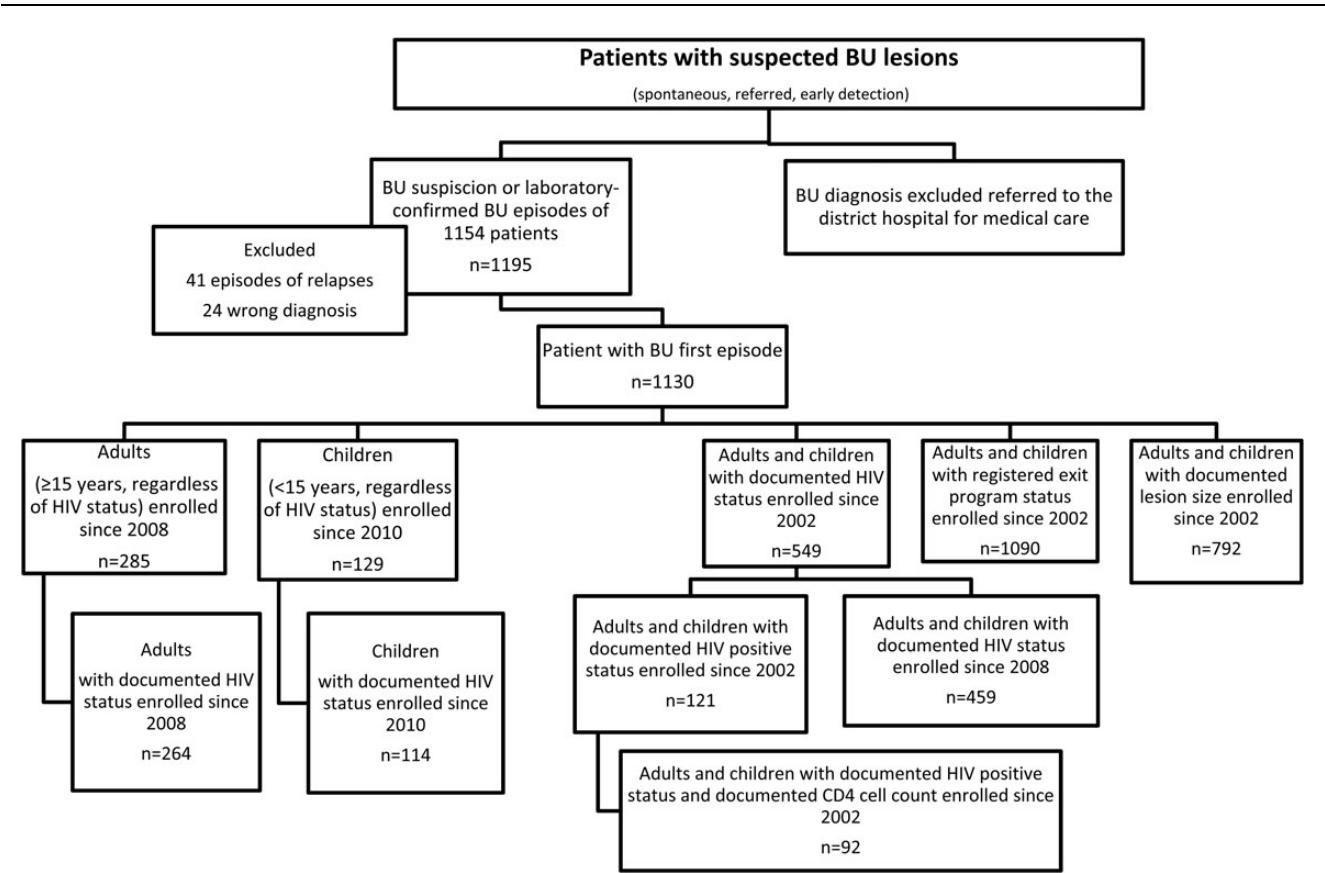 Patients with suspected BU lesions
(spontaneous, referred, early detection)
BU suspiscion or laboratory-
confirmed BU episodes of
1154 patients
n=1195
BU diagnosis excluded referred to the
district hospital for medical care
Excluded
41 episodes of relapses
24 wrong diagnosis
Patient with BU first episode
n=1130
Adults
(≥15 years, regardless
of HIV status) enrolled
since 2008
n=285
Children
(<15 years, regardless
of HIV status) enrolled
since 2010
n=129
Adults and children
with documented HIV
status enrolled since
2002
n=549
Adults and children
with registered exit
program status
enrolled since 2002
n=1090
Adults and children
with documented
lesion size enrolled
since 2002
n=792
Adults
with documented HIV
status enrolled since
2008
n=264
Children
with documented HIV
status enrolled since
2010
n=114
Adults and children with
documented HIV positive
status enrolled since 2002
n=121
Adults and children with
documented HIV status
enrolled since 2008
n=459
Adults and children with documented HIV positive
status and documented CD4 cell count enrolled since
2002
n=92